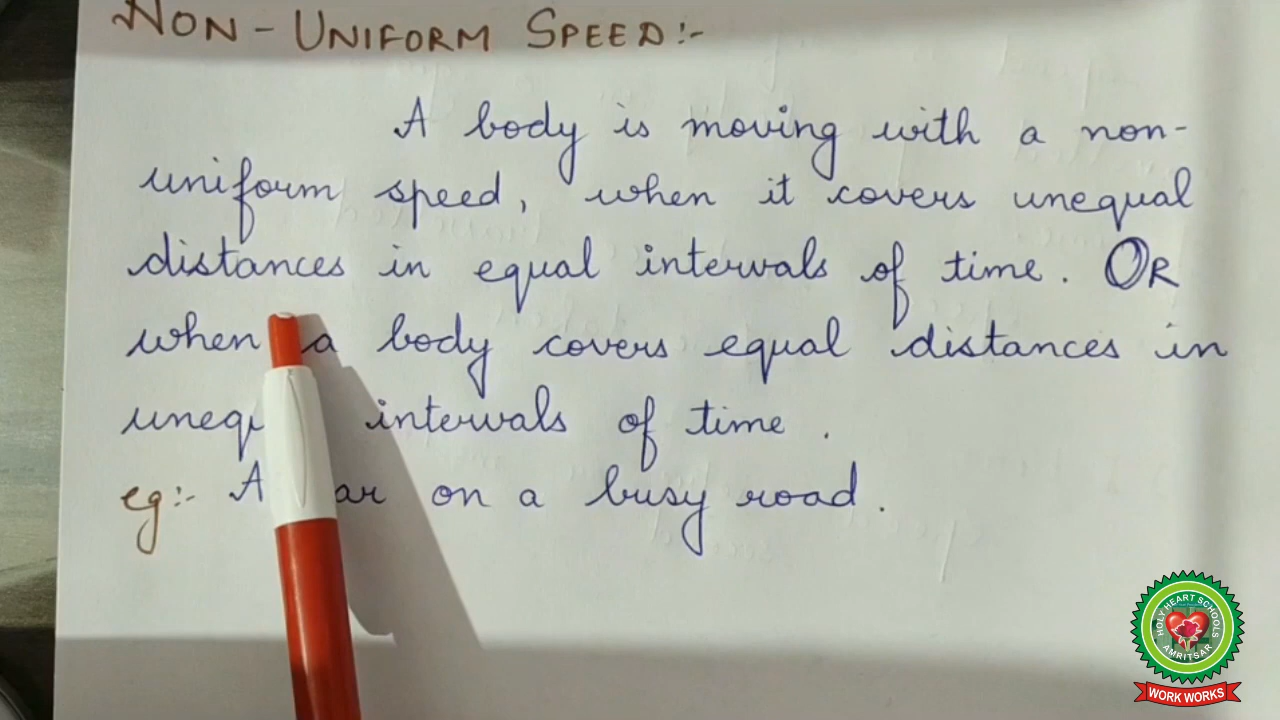 NON - UNIFORM SPEED:-
A body is moving with a non-
uniform speed, when it covers unequal
distances in equal intervals of time. OR
when a body covers equal distances in
unequ intervals of time.
eg:- A ar on a busy road.
HOLY HEART SCHOOLS
AMRITSAR
WORK WORKS